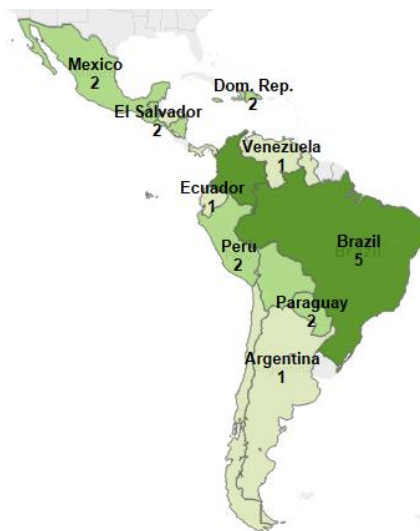 Mexico
2
Dom. Rep.
2
El Salvador
2
Venezuela
1
Ecuador
1
Brazil
5
Peru
2
Paraguay
2
Argentina
1